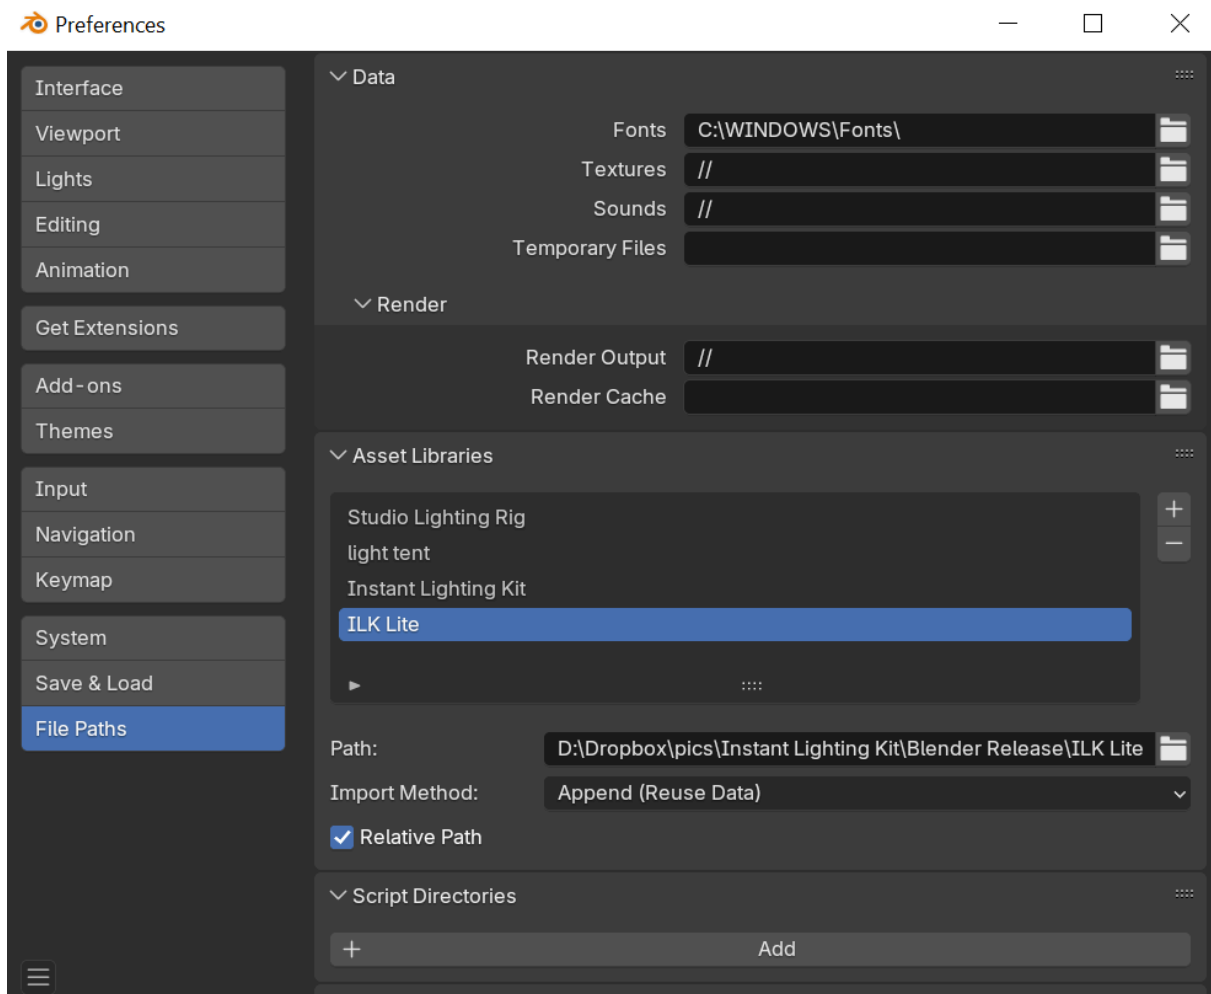 Preferences
Interface
Viewport
Lights
Editing
Animation
Get Extensions
Add-ons
Themes
Input
Navigation
Keymap
System
Save & Load
File Paths
Data
Fonts C:\WINDOWS\Fonts\
Textures //
Sounds //
Temporary Files
Render
Render Output //
Render Cache
Asset Libraries
Studio Lighting Rig
light tent
Instant Lighting Kit
ILK Lite
Path: D:\Dropbox\pics\Instant Lighting Kit\Blender Release\ILK Lite
Import Method: Append (Reuse Data)
Relative Path
Script Directories
Add